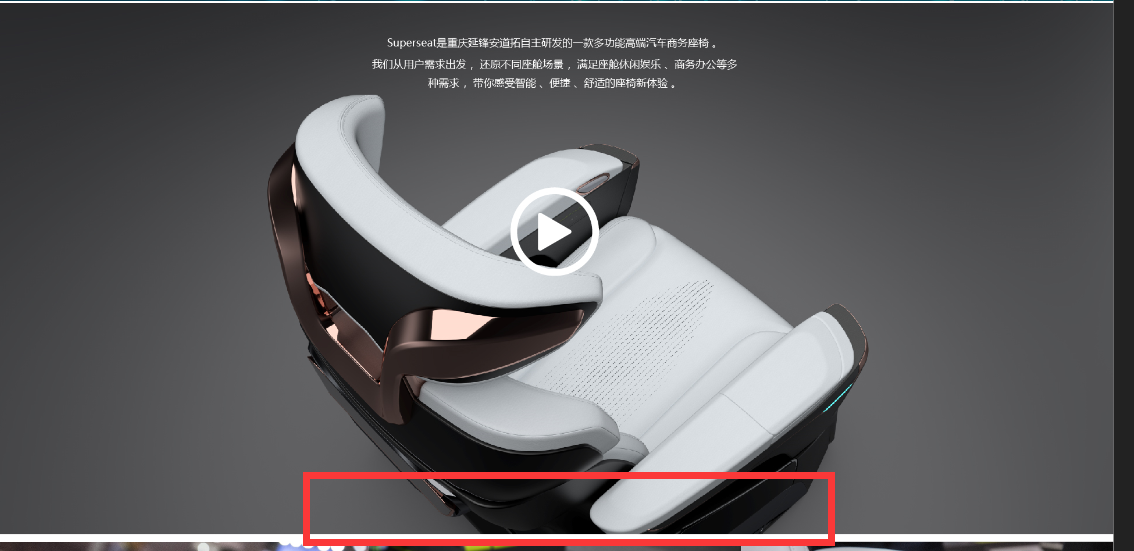 Superseat是重庆延锋安道拓自主研发的一款多功能高端汽车商务座椅。
我们从用户需求出发，还原不同座舱场景，满足座舱休闲娱乐、商务办公等多
种需求，带你感受智能、便捷、舒适的座椅新体验。